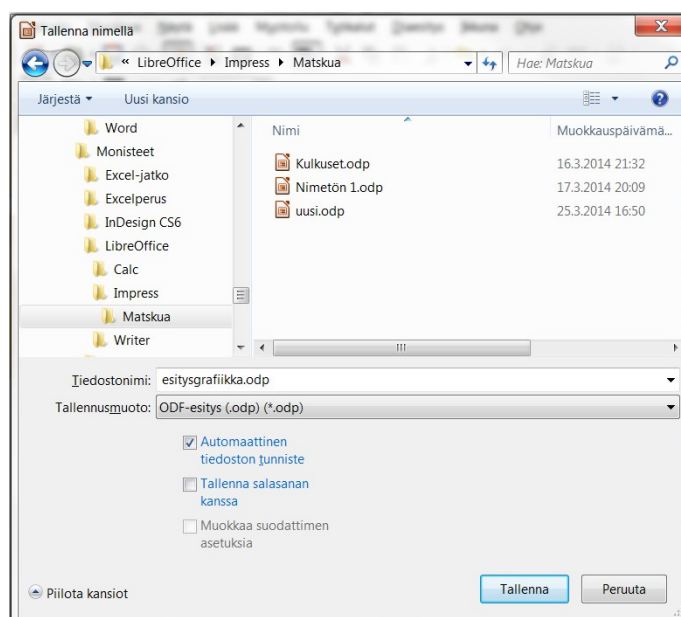 Tallenna nimellä
« LibreOffice Impress Matskua
Hae: Matskua
Järjestä Uusi kansio
Word
Monisteet
Excel-jatko
Excelperus
InDesign CS6
LibreOffice
Calc
Impress
Matskua
Writer
Nimi Muokkauspäivämä...
Kulkuset.odp 16.3.2014 21:32
Nimetön 1.odp 17.3.2014 20:09
uusi.odp 25.3.2014 16:50
Tiedostonimi: esitysgrafiikka.odp
Tallennusmuoto: ODF-esitys (.odp) (*.odp)
Automaattinen
tiedoston tunniste
Tallenna salasanan
kanssa
Muokkaa suodattimen
asetuksia
Piilota kansiot
Tallenna Peruuta